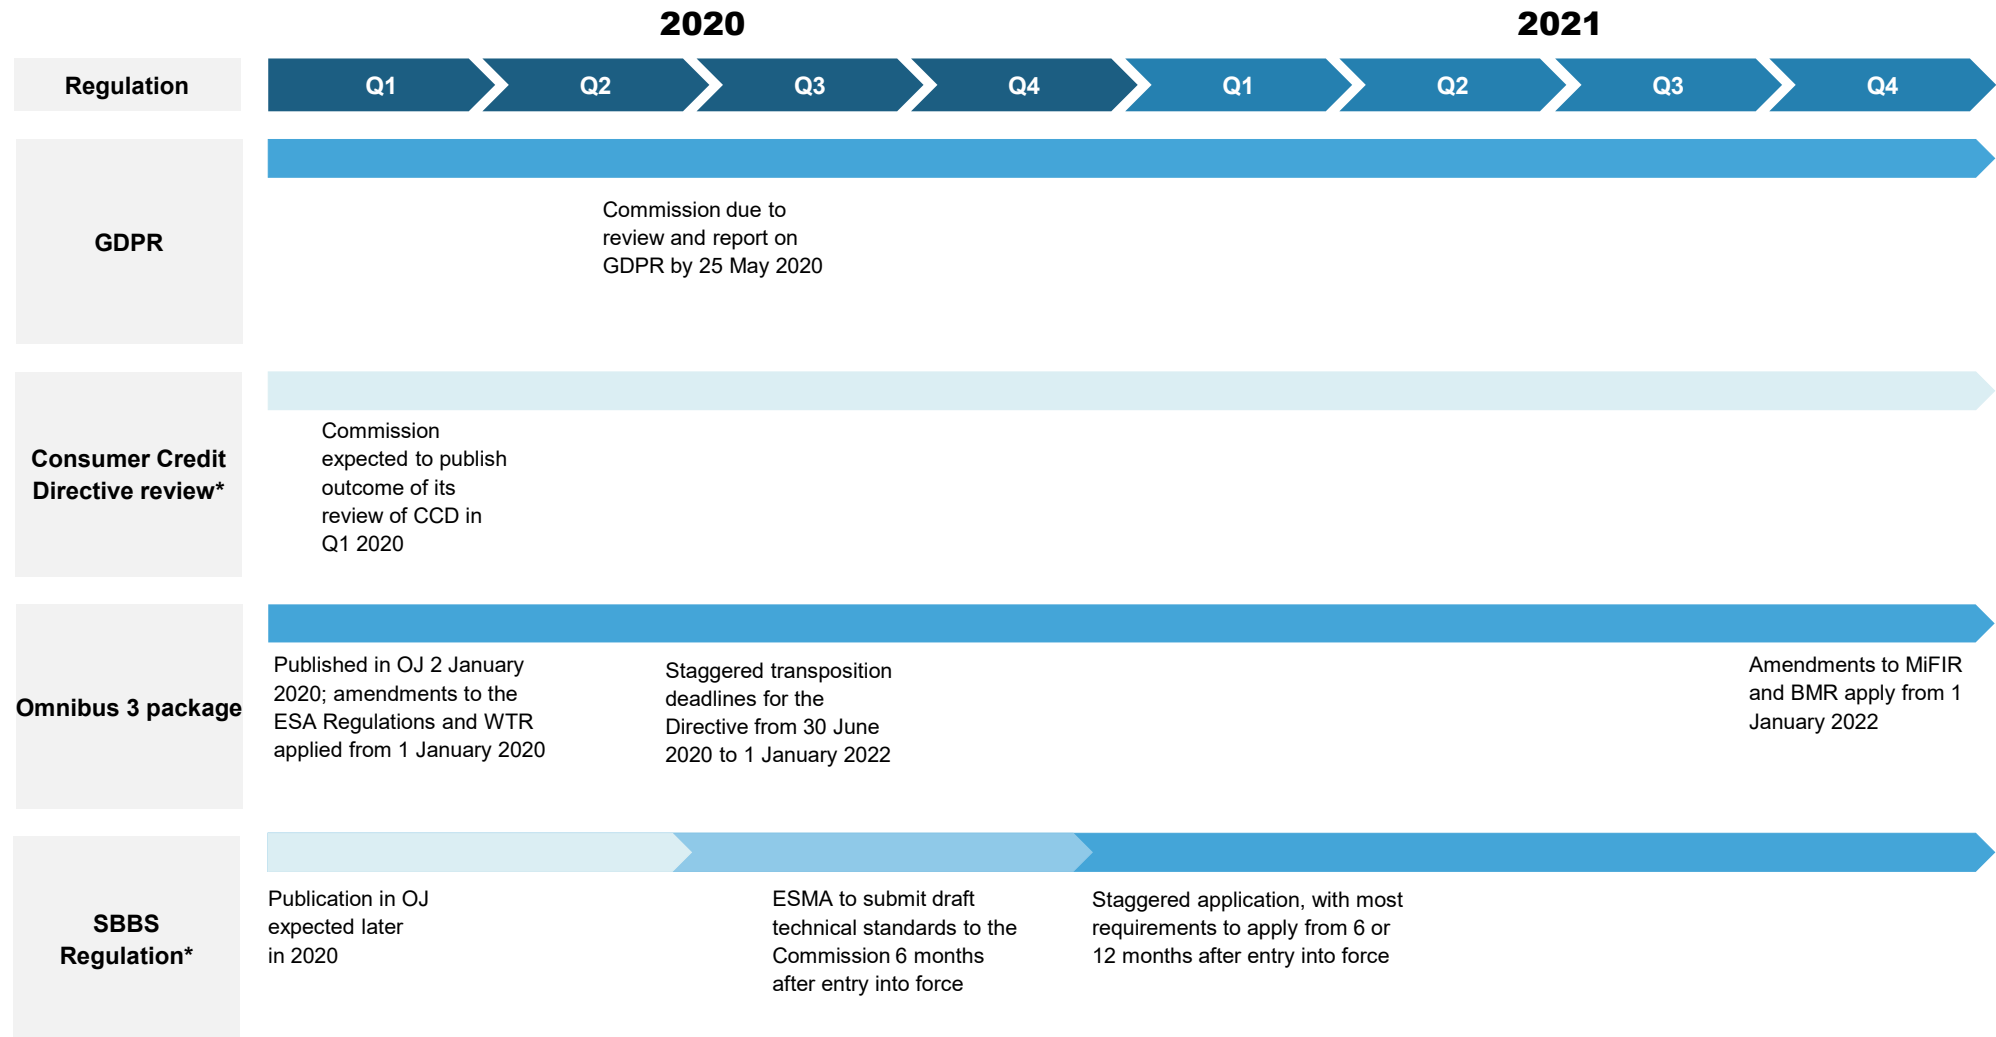 2020
2021
Regulation
Q1
Q2
Q3
Q4
Q1
Q2
Q3
Q4
GDPR
Commission due to
review and report on
GDPR by 25 May 2020
Consumer Credit
Directive review*
Commission
expected to publish
outcome of its
review of CCD in
Q1 2020
Omnibus 3 package
Published in OJ 2 January
2020; amendments to the
ESA Regulations and WTR
applied from 1 January 2020
Staggered transposition
deadlines for the
Directive from 30 June
2020 to 1 January 2022
Amendments to MiFIR
and BMR apply from 1
January 2022
SBBS
Regulation*
Publication in OJ
expected later
in 2020
ESMA to submit draft
technical standards to the
Commission 6 months
after entry into force
Staggered application, with most
requirements to apply from 6 or
12 months after entry into force